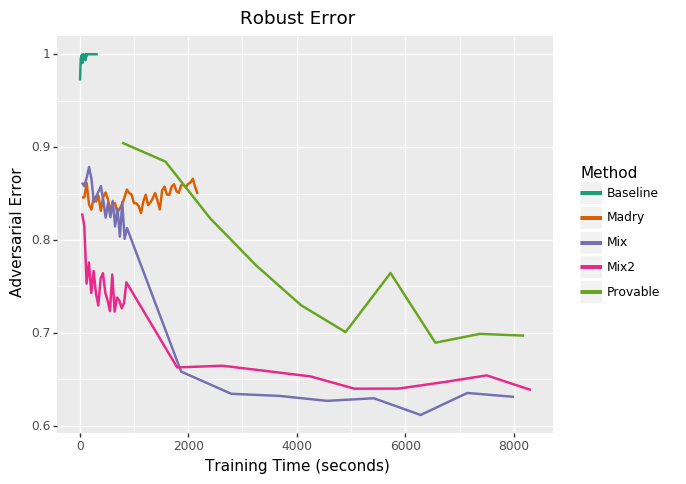 Robust Error
1
0.9
0.8
0.7
0.6
Adversarial Error
0
2000
4000
6000
8000
Training Time (seconds)
Method
Baseline
Madry
Mix
Mix2
Provable